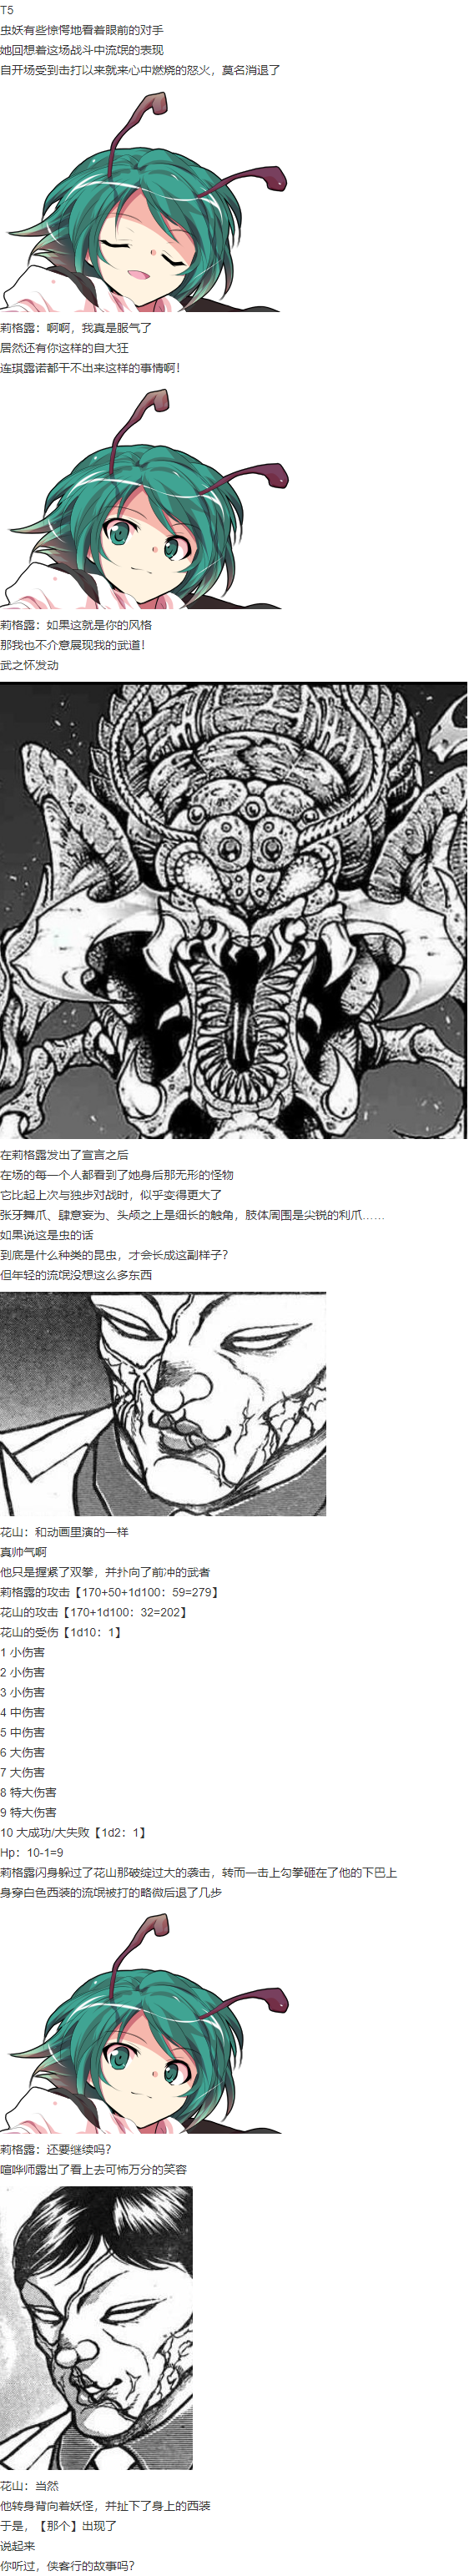 T5
虫妖有些惊愕地看着眼前的对手
她回想着这场战斗中流氓的表现
自开场受到击打以来就来心中燃烧的怒火，莫名消退了
莉格露：啊啊，我真是服气了
居然还有你这样的自大狂
连琪露诺都干不出来这样的事情啊！
莉格露：如果这就是你的风格
那我也不介意展现我的武道！
武之怀发动
在莉格露发出了宣言之后
在场的每一个人都看到了她身后那无形的怪物
它比起上次与独步对战时，似乎变得更大了
张牙舞爪、肆意妄为、头颅之上是细长的触角，肢体周围是尖锐的利爪……
如果说这是虫的话
到底是什么种类的昆虫，才会长成这副样子？
但年轻的流氓没想这么多东西
花山：和动画里演的一样
真帅气啊
他只是握紧了双拳，并扑向了前冲的武者
莉格露的攻击【170+50+1d100：59=279】
花山的攻击【170+1d100：32=202】
花山的受伤【1d10：1】
1 小伤害
2 小伤害
3 小伤害
4 中伤害
5 中伤害
6 大伤害
7 大伤害
8 特大伤害
9 特大伤害
10 大成功/大失败【1d2：1】
Hp：10-1=9
莉格露闪身躲过了花山那破绽过大的袭击，转而一击上勾拳砸在了他的下巴上
身穿白色西装的流氓被打的略微后退了几步
莉格露：还要继续吗？
喧哗师露出了看上去可怖万分的笑容
花山：当然
他转身背向着妖怪，并扯下了身上的西装
于是，【那个】出现了
说起来
你听过，侠客行的故事吗？